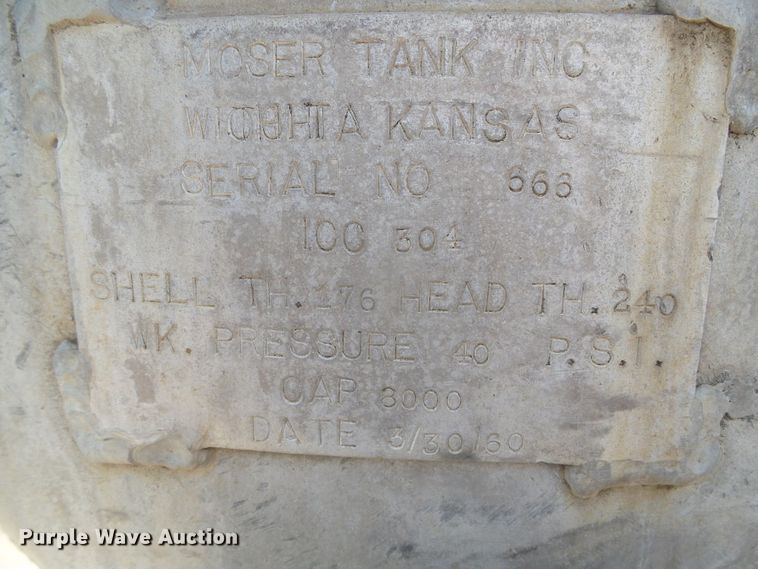 MOSER TANK INC
WICHITA KANSAS
SERIAL NO 666
ICC 304
SHELL TH .176 HEAD TH .240
WK. PRESSURE 40 P.S.I.
CAP 8000
DATE 3/30/60
Purple Wave Auction